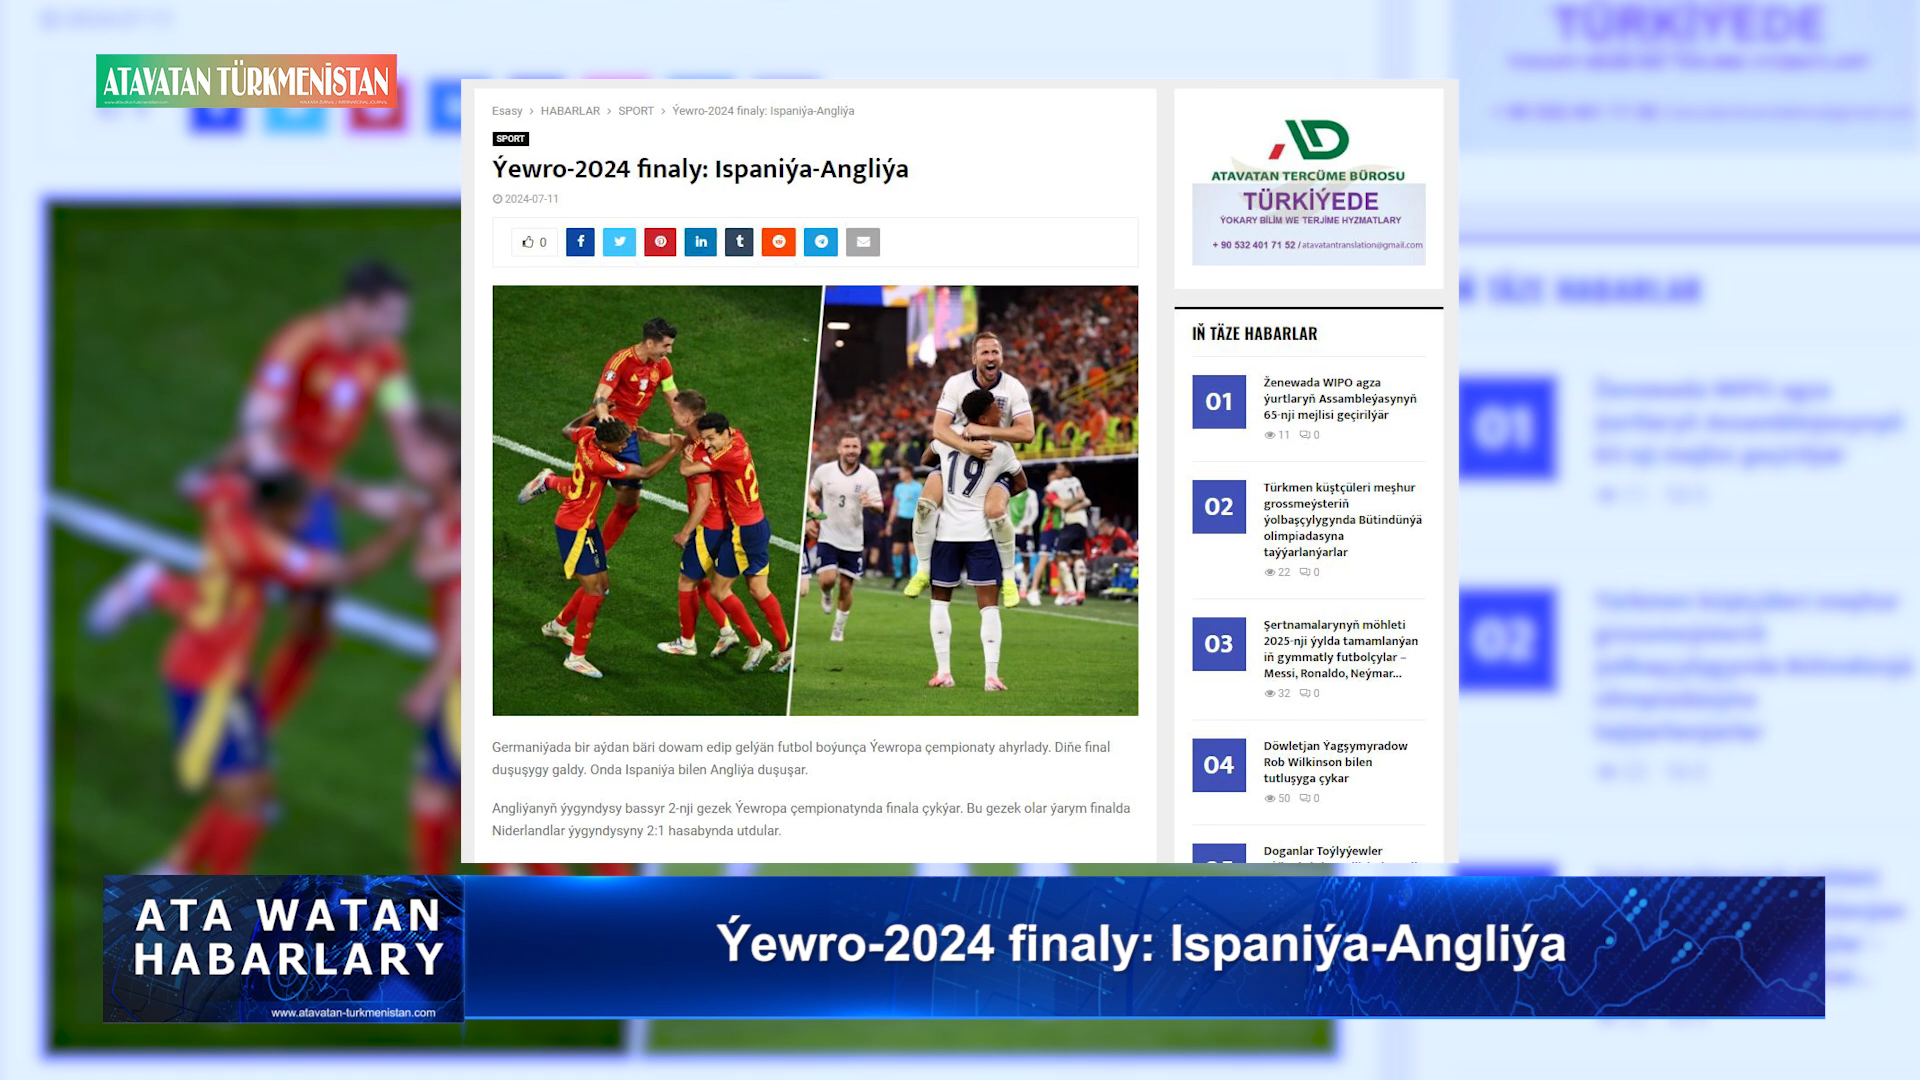 ATAVATAN TÜRKMENİSTAN
Esasy > HABARLAR > SPORT > Ýewro-2024 finaly: Ispaniýa-Angliýa
SPORT
Ýewro-2024 finaly: Ispaniýa-Angliýa
2024-07-11
0
Germaniýada bir aýdan bäri dowam edip gelýän futbol boýunça Ýewropa çempionaty ahyrlady. Diňe final
duşuşygy galdy. Onda Ispaniýa bilen Angliýa duşuşar.
Angliýanyň ýygyndysy bassyr 2-nji gezek Ýewropa çempionatynda finala çykýar. Bu gezek olar ýarym finalda
Niderlandlar ýygyndysyny 2:1 hasabynda utdular.
ATAVATAN TERCÜME BÜROSU
TÜRKİÝEDE
ÝOKARY BİLİM WE TERJİME HYZMATLARY
+ 90 532 401 71 52 / atavatantranslation@gmail.com
IŇ TÄZE HABARLAR
01
Ženewada WIPO agza
ýurtlaryň Assambleýasynyň
65-nji mejlisi geçirilýär
11 0
02
Türkmen küştçüleri meşhur
grossmeýsteriň
ýolbaşçylygynda Bütindünýä
olimpiadasyna
taýýarlanýarlar
22 0
03
Şertnamalarynyň möhleti
2025-nji ýylda tamamlanýan
iň gymmatly futbolçylar –
Messi, Ronaldo, Neýmar...
32 0
04
Döwletjan Ýagşymyradow
Rob Wilkinson bilen
tutluşyga çykar
50 0
Doganlar Toýlyýewler
ATA WATAN
HABARLARY
www.atavatan-turkmenistan.com
Ýewro-2024 finaly: Ispaniýa-Angliýa